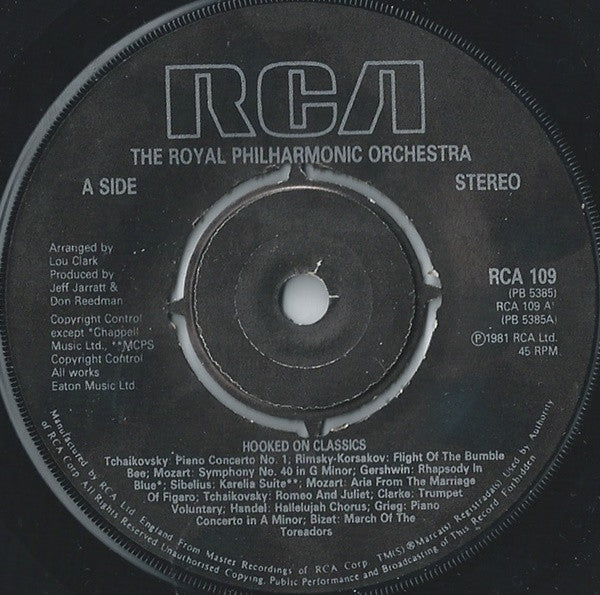 RCA
THE ROYAL PHILHARMONIC ORCHESTRA
A SIDE
STEREO
Arranged by
Lou Clark
Produced by
Jeff Jarratt &
Don Reedman
Copyright Control
except *Chappell
Music Ltd., **MCPS
Copyright Control
All works
Eaton Music Ltd.
RCA 109
(PB 5385)
RCA 109 A¹
(PB 5385A)
Ⓟ1981 RCA Ltd.
45 RPM.
HOOKED ON CLASSICS
Tchaikovsky: Piano Concerto No. 1; Rimsky-Korsakov: Flight Of The Bumble
Bee; Mozart: Symphony No. 40 in G Minor; Gershwin: Rhapsody In
Blue*; Sibelius: Karelia Suite**; Mozart: Aria From The Marriage
Of Figaro; Tchaikovsky: Romeo And Juliet; Clarke: Trumpet
Voluntary, Handel: Hallelujah Chorus; Grieg: Piano
Concerto in A Minor; Bizet: March Of The
Toreadors
Manufactured by RCA Ltd. England From Master Recordings of RCA Corp. TM(S)®Marca(s) Registrada(s) used by Authority
of RCA Corp. All Rights Reserved Unauthorised Copying, Public Performance and Broadcasting of This Record Forbidden